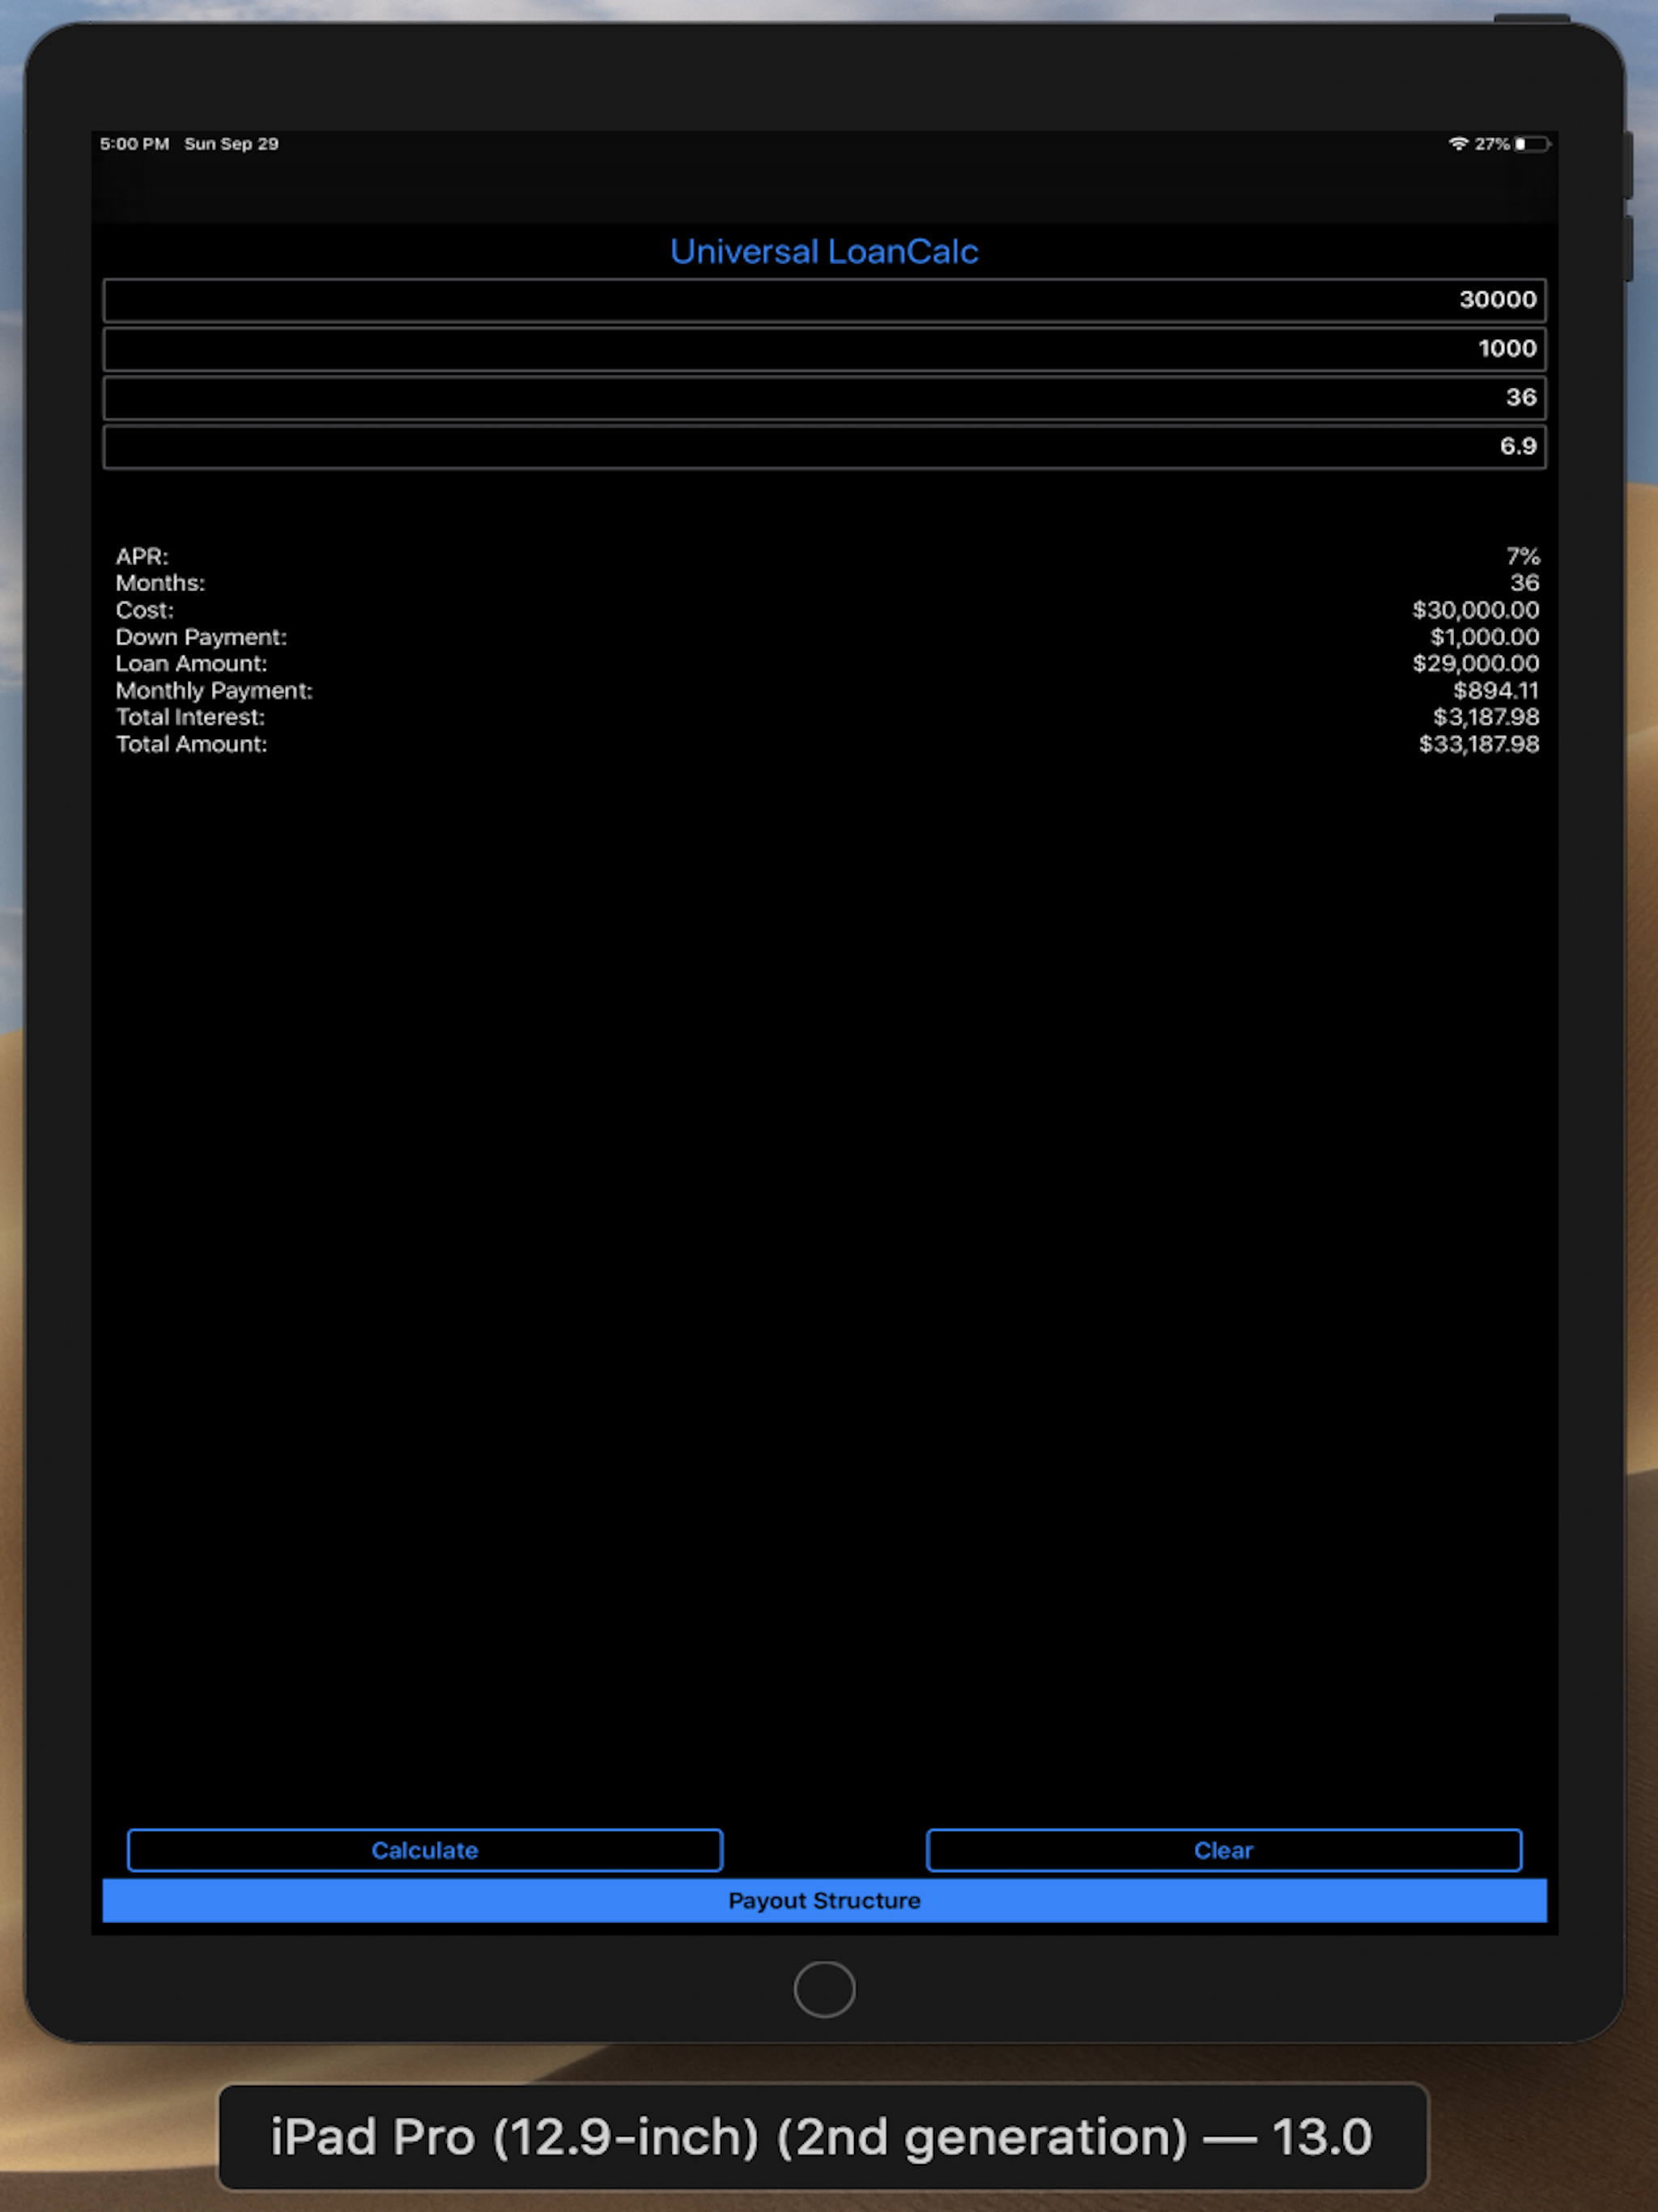 5:00 PM Sun Sep 29 27%
Universal LoanCalc
30000
1000
36
6.9
APR: 7%
Months: 36
Cost: $30,000.00
Down Payment: $1,000.00
Loan Amount: $29,000.00
Monthly Payment: $894.11
Total Interest: $3,187.98
Total Amount: $33,187.98
Calculate Clear
Payout Structure
iPad Pro (12.9-inch) (2nd generation) — 13.0